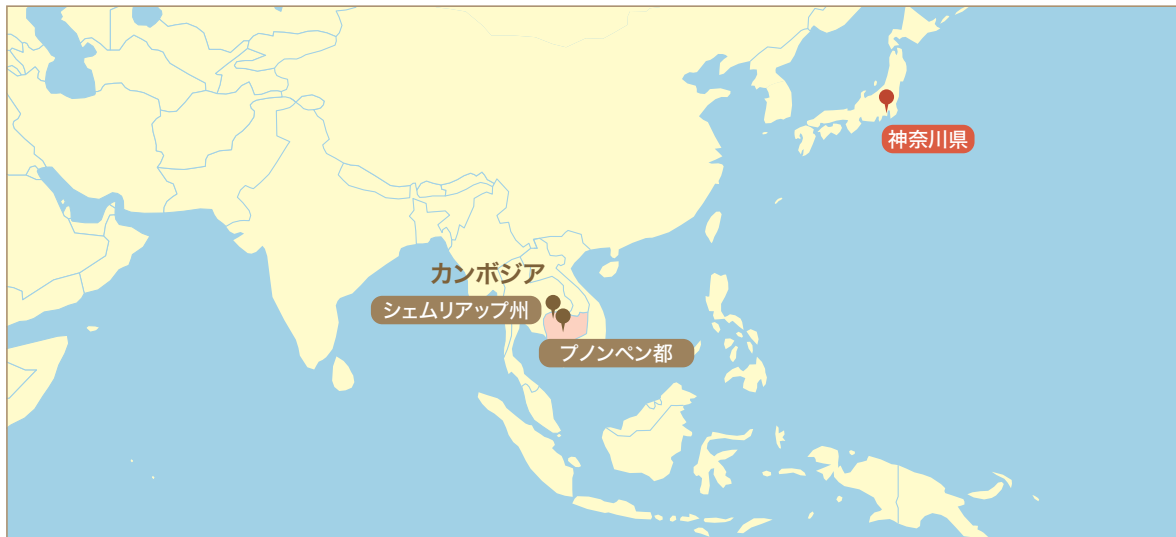 神奈川県
カンボジア
シェムリアップ州
プノンペン都